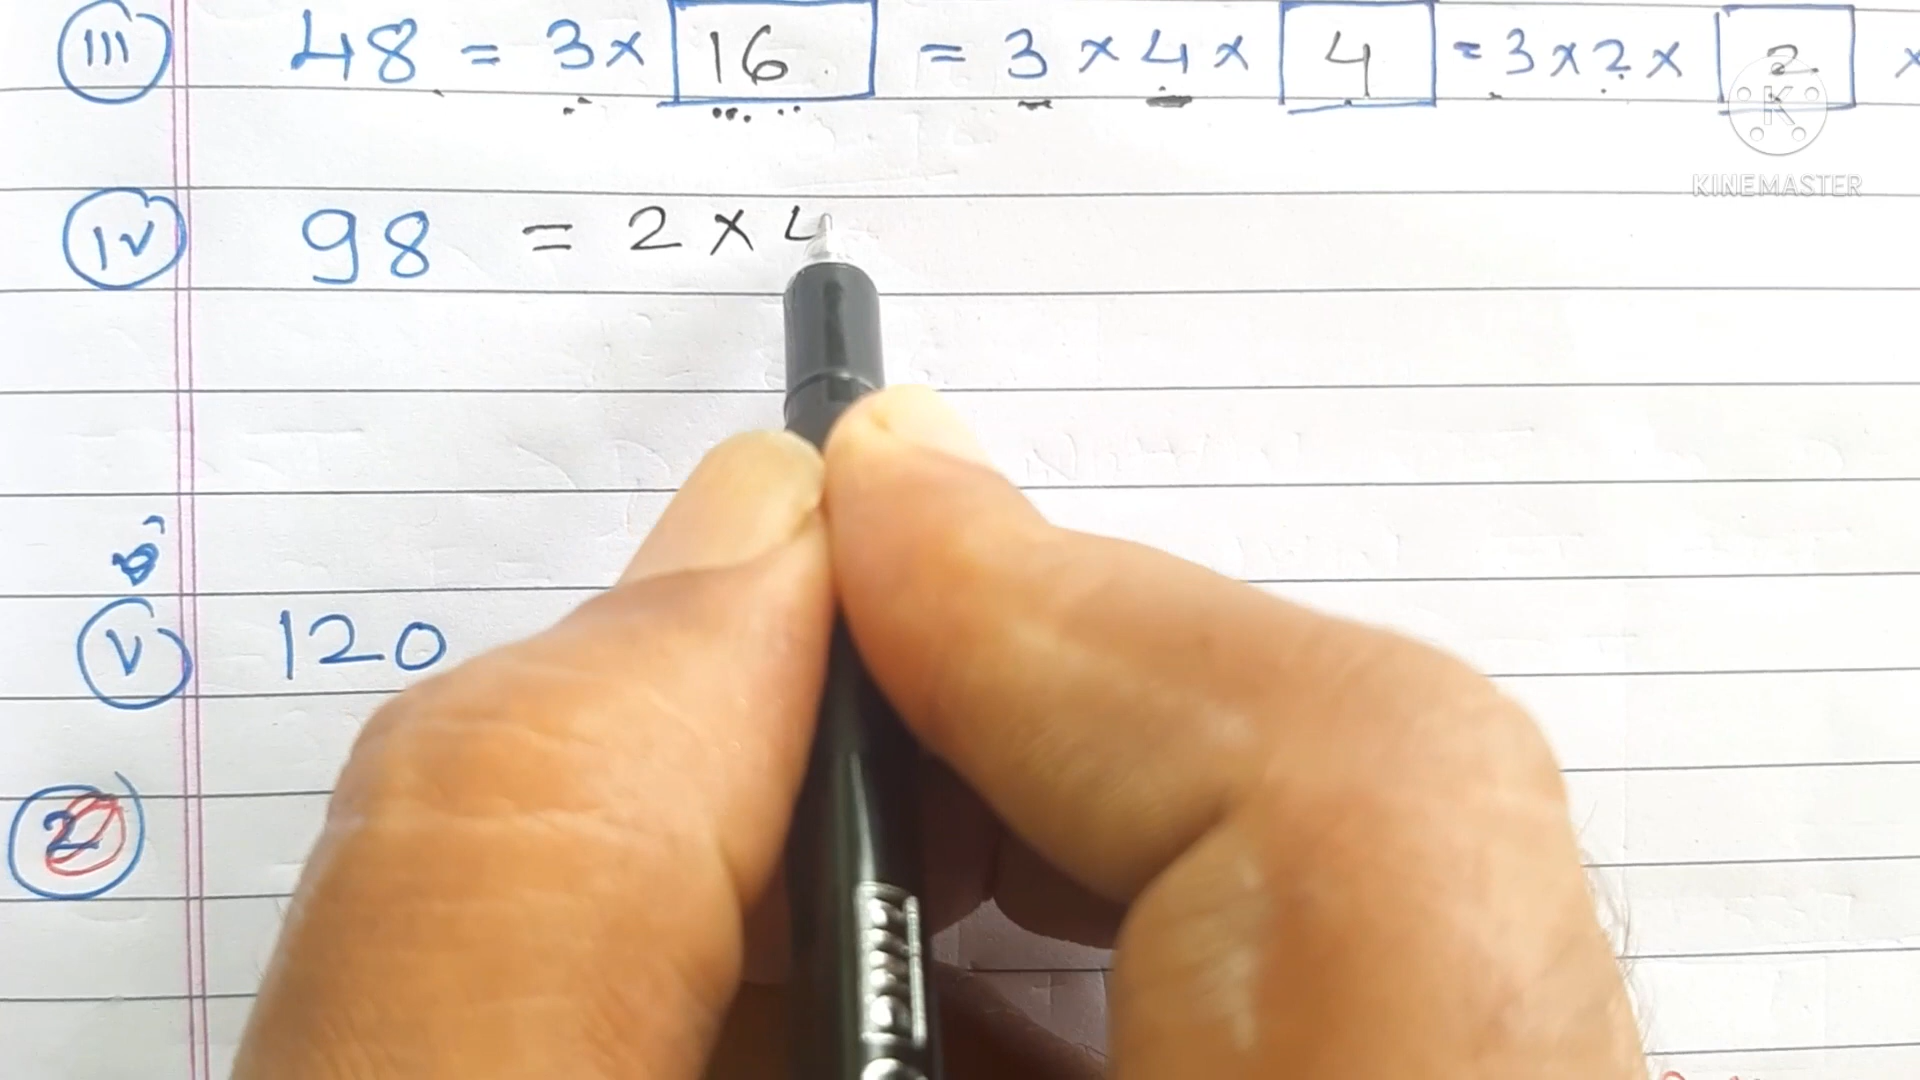 (iii) 48 = 3 × 16 = 3 × 4 × 4 = 3 × 2 × 2 ×
KINEMASTER
(iv) 98 = 2 × 4
(v) 120
2